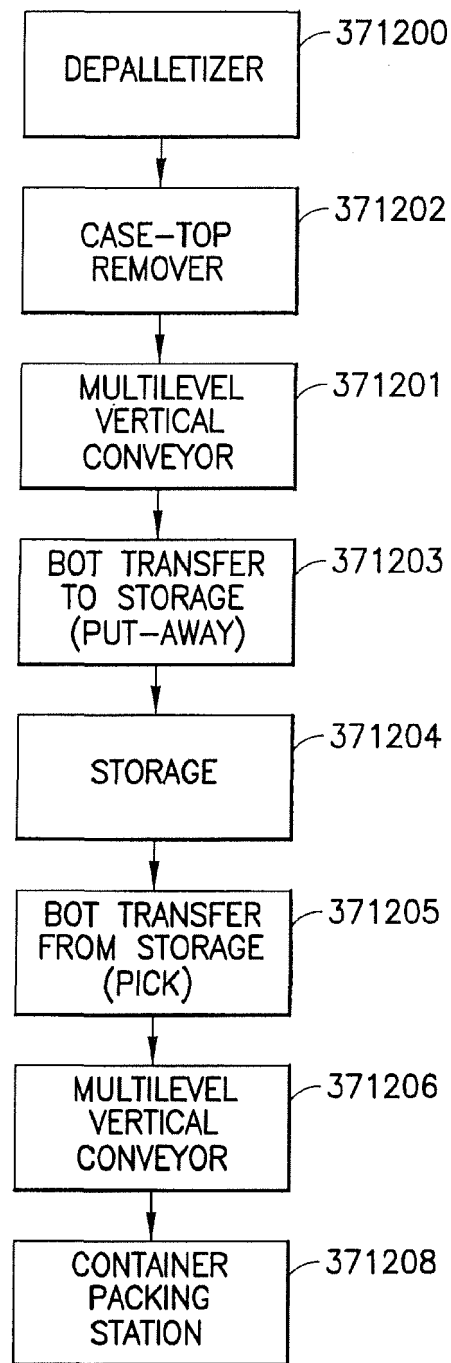 DEPALLETIZER
371200
CASE-TOP
REMOVER
371202
MULTILEVEL
VERTICAL
CONVEYOR
371201
BOT TRANSFER
TO STORAGE
(PUT-AWAY)
371203
STORAGE
371204
BOT TRANSFER
FROM STORAGE
(PICK)
371205
MULTILEVEL
VERTICAL
CONVEYOR
371206
CONTAINER
PACKING
STATION
371208